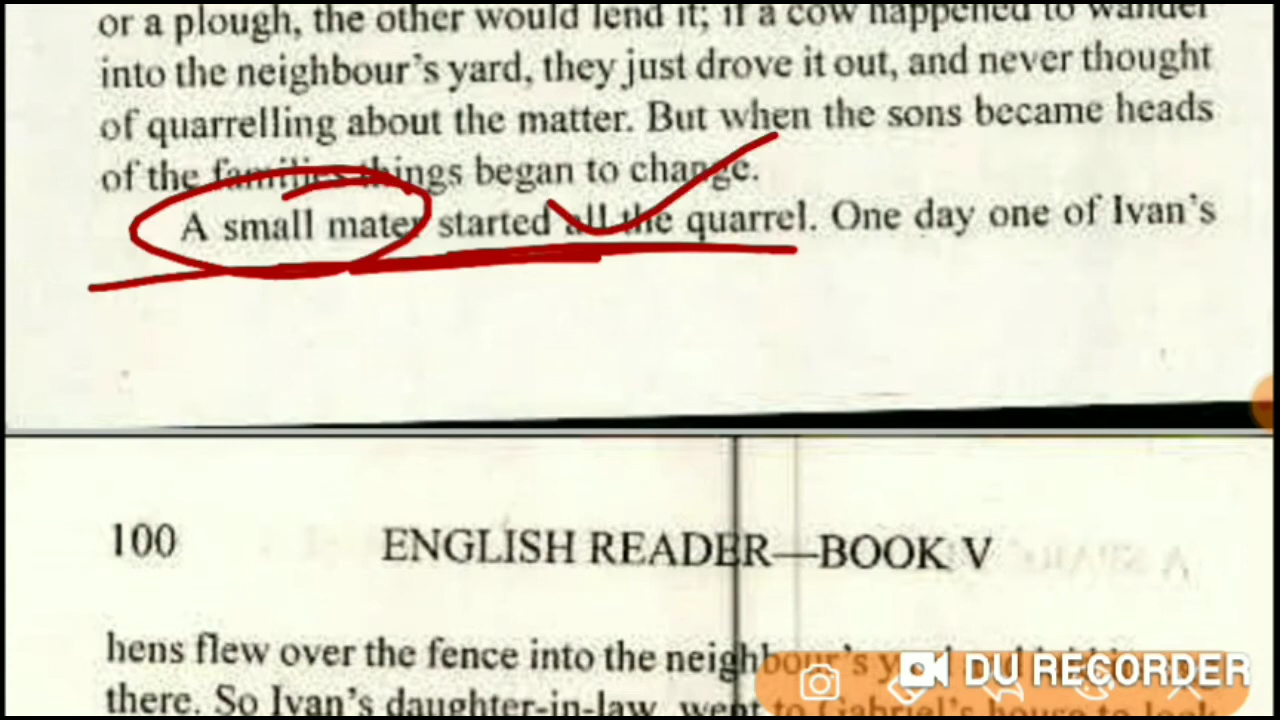 or a plough, the other would lend it; if a cow happened to wander
into the neighbour's yard, they just drove it out, and never thought
of quarrelling about the matter. But when the sons became heads
of the families things began to change.
A small mater started all the quarrel. One day one of Ivan's
100 ENGLISH READER—BOOK V
hens flew over the fence into the neighbour's
there. So Ivan's daughter-in-law, went to Gabriel's house to look
DU RECORDER